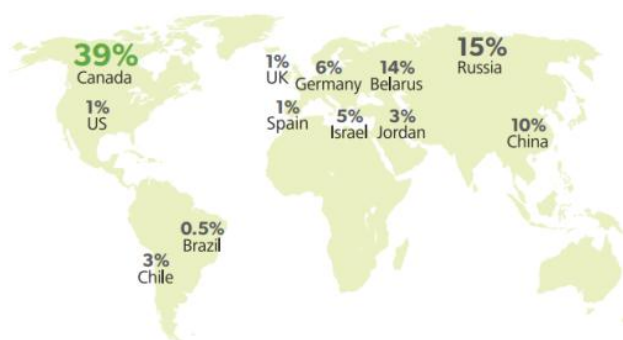 39%
Canada
1%
US
1%
UK
6%
Germany
14%
Belarus
15%
Russia
1%
Spain
5%
Israel
3%
Jordan
10%
China
0.5%
Brazil
3%
Chile